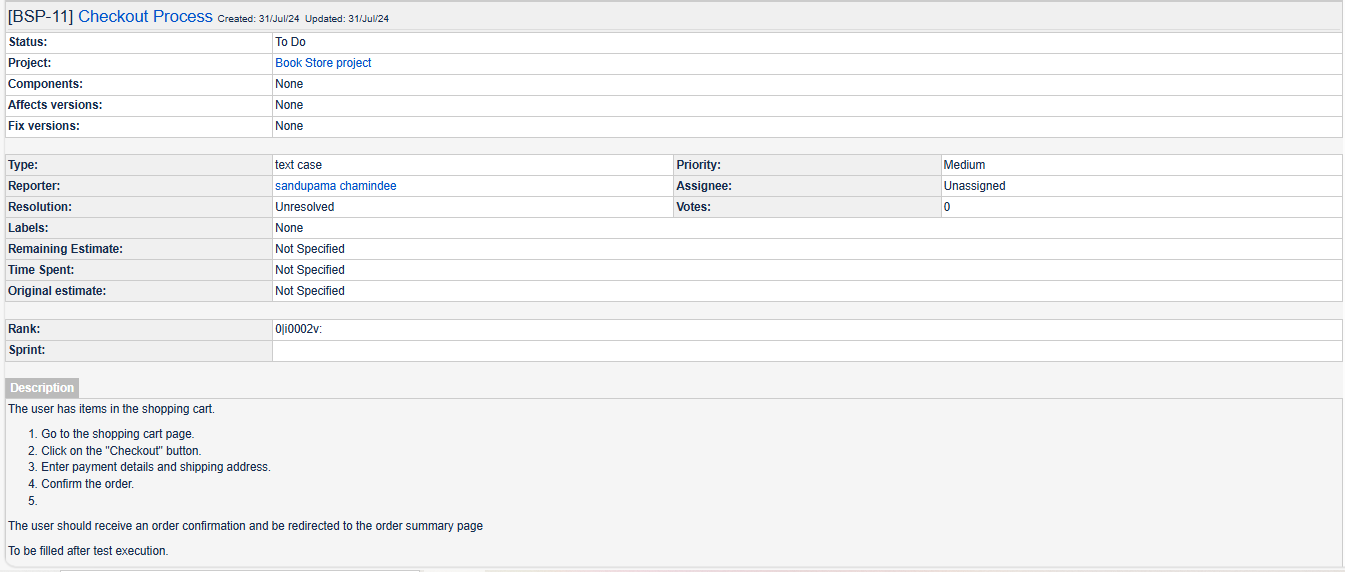 [BSP-11] Checkout Process Created: 31/Jul/24 Updated: 31/Jul/24
Status: To Do
Project: Book Store project
Components: None
Affects versions: None
Fix versions: None
Type: text case Priority: Medium
Reporter: sandupama chamindee Assignee: Unassigned
Resolution: Unresolved Votes: 0
Labels: None
Remaining Estimate: Not Specified
Time Spent: Not Specified
Original estimate: Not Specified
Rank: 0|i0002v:
Sprint:
Description
The user has items in the shopping cart.
1. Go to the shopping cart page.
2. Click on the "Checkout" button.
3. Enter payment details and shipping address.
4. Confirm the order.
5.
The user should receive an order confirmation and be redirected to the order summary page
To be filled after test execution.